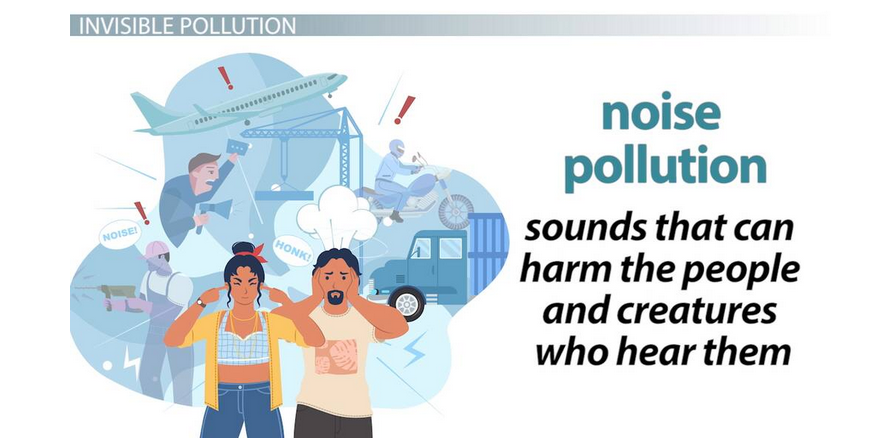 INVISIBLE POLLUTION
noise
pollution
sounds that can
harm the people
and creatures
who hear them
NOISE!
HONK!